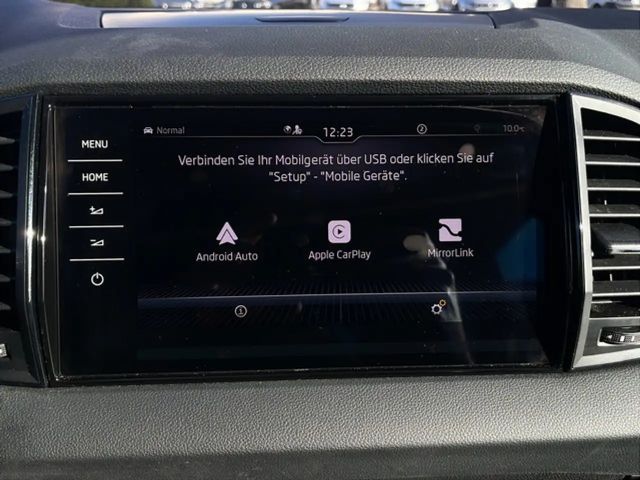 Normal
12:23
2
10.0°C
MENU
HOME
Verbinden Sie Ihr Mobilgerät über USB oder klicken Sie auf
"Setup" - "Mobile Geräte".
Android Auto
Apple CarPlay
MirrorLink